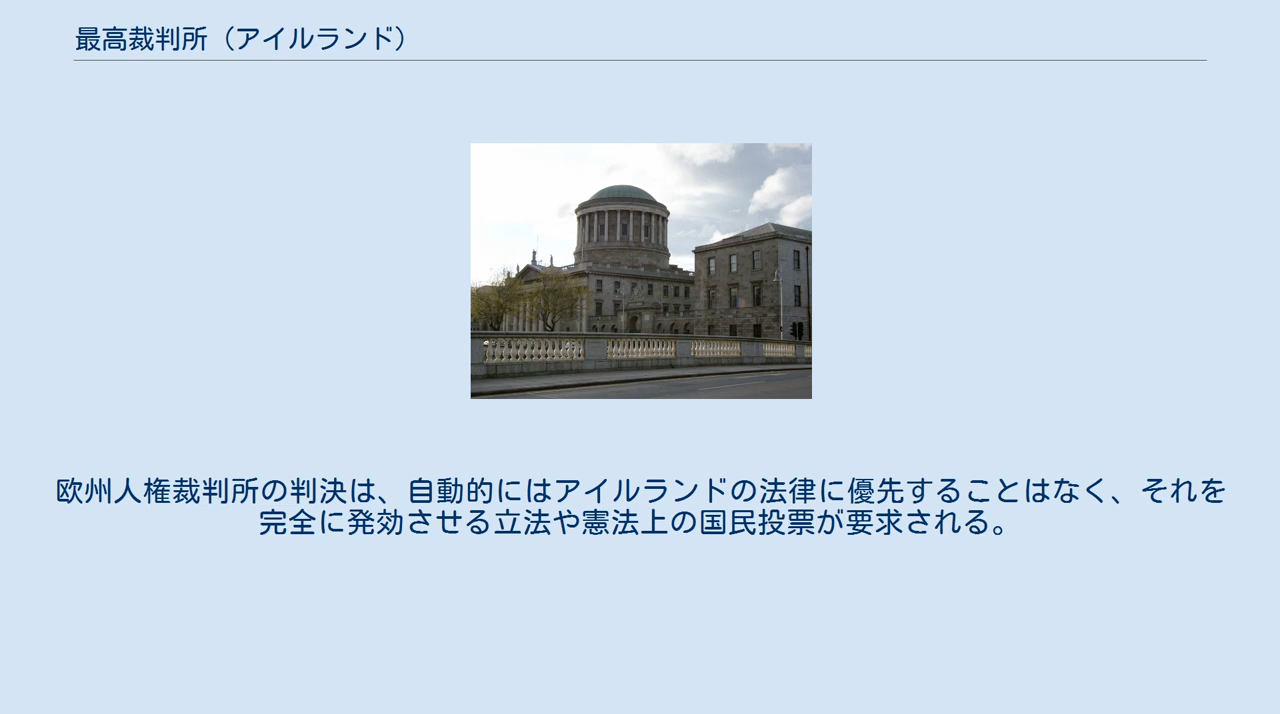 最高裁判所（アイルランド）
欧州人権裁判所の判決は、自動的にはアイルランドの法律に優先することはなく、それを
完全に発効させる立法や憲法上の国民投票が要求される。